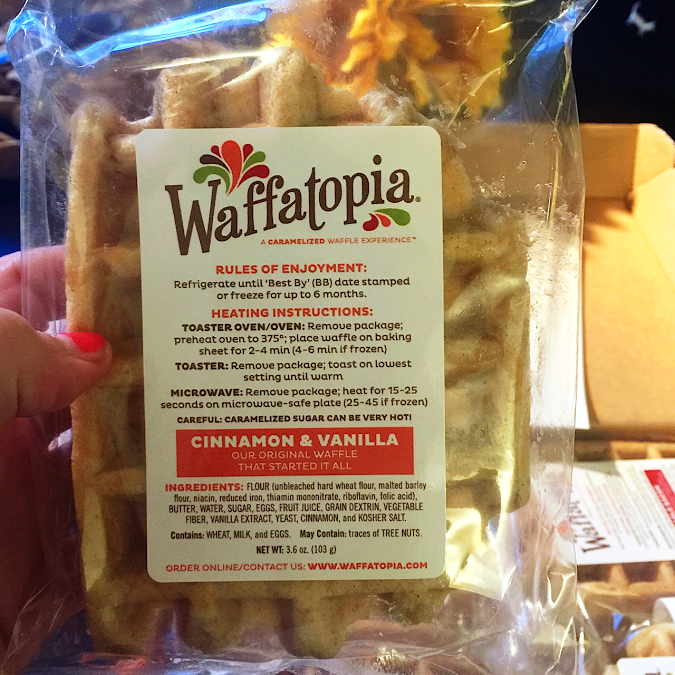 Waffatopia®
A CARAMELIZED WAFFLE EXPERIENCE™
RULES OF ENJOYMENT:
Refrigerate until 'Best By' (BB) date stamped
or freeze for up to 6 months.
HEATING INSTRUCTIONS:
TOASTER OVEN/OVEN: Remove package;
preheat oven to 375°; place waffle on baking
sheet for 2-4 min (4-6 min if frozen)
TOASTER: Remove package; toast on lowest
setting until warm
MICROWAVE: Remove package; heat for 15-25
seconds on microwave-safe plate (25-45 if frozen)
CAREFUL: CARAMELIZED SUGAR CAN BE VERY HOT!
CINNAMON & VANILLA
OUR ORIGINAL WAFFLE
THAT STARTED IT ALL
INGREDIENTS: FLOUR (unbleached hard wheat flour, malted barley
flour, niacin, reduced iron, thiamin mononitrate, riboflavin, folic acid),
BUTTER, WATER, SUGAR, EGGS, FRUIT JUICE, GRAIN DEXTRIN, VEGETABLE
FIBER, VANILLA EXTRACT, YEAST, CINNAMON, and KOSHER SALT.
Contains: WHEAT, MILK, and EGGS. May Contain: traces of TREE NUTS.
NET WT: 3.6 oz. (103 g)
ORDER ONLINE/CONTACT US: WWW.WAFFATOPIA.COM